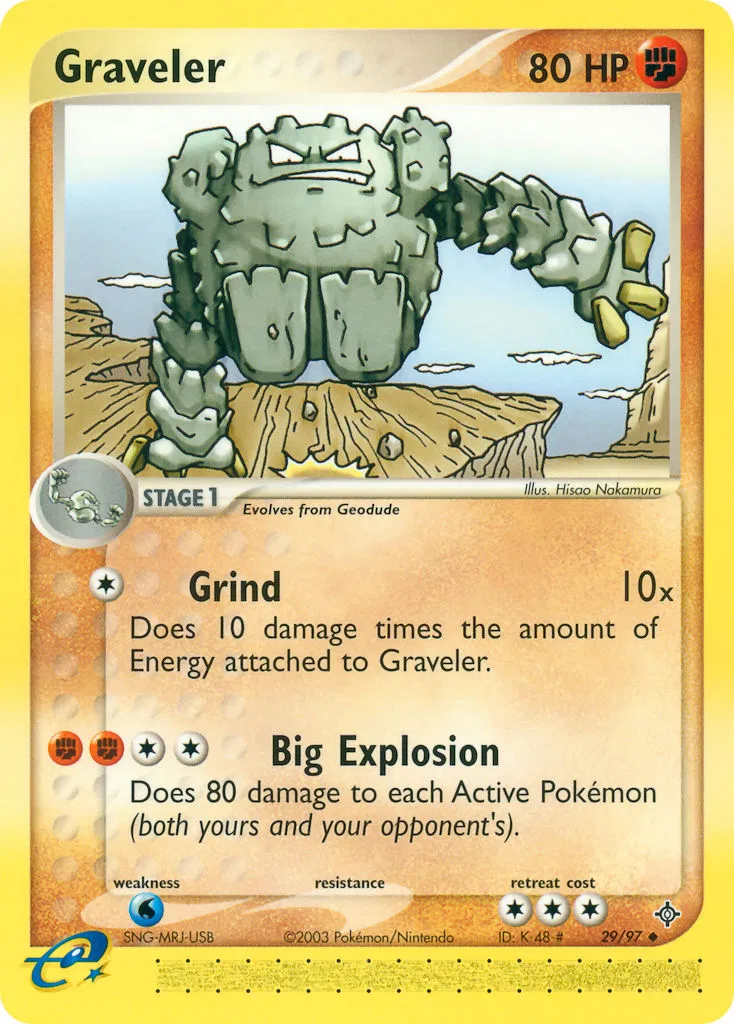 Graveler 80 HP
Illus. Hisao Nakamura
STAGE 1
Evolves from Geodude
Grind 10x
Does 10 damage times the amount of
Energy attached to Graveler.
Big Explosion
Does 80 damage to each Active Pokémon
(both yours and your opponent's).
weakness resistance retreat cost
SNG-MRJ-USB ©2003 Pokémon/Nintendo ID: K-48-# 29/97
e